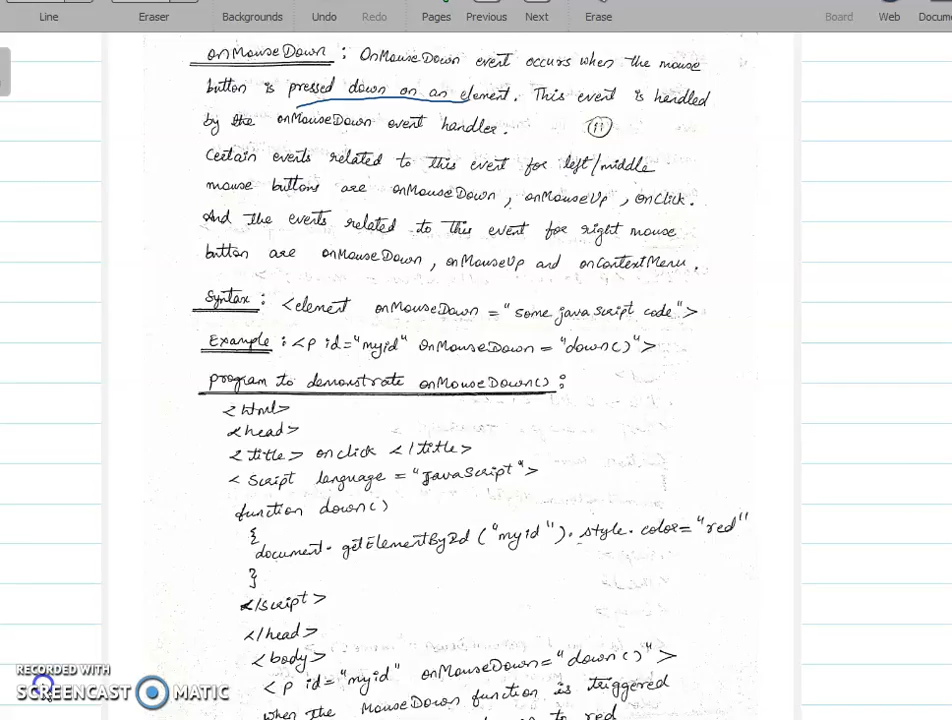 Line Eraser Backgrounds Undo Redo Pages Previous Next Erase Board Web Docum
onMouseDown : OnMouseDown event occurs when the mouse
button is pressed down on an element. This event is handled
by the onMouseDown event handler. 11
Certain events related to this event for left/middle
mouse buttons are onMouseDown, onMouseUp, onclick.
And the events related to this event for right mouse
button are onMouseDown, onMouseUp and onContextMenu.
Syntax : <element onMouseDown = "some java script code">
Example : <p id="myid" OnMouseDown = "down()">
program to demonstrate onMouseDown() :
<html>
<head>
<title> onclick </title>
<script language = "JavaScript">
function down()
{
document.getElementById("myid").style.color="red"
}
</script>
</head>
<body>
<p id="myid" onMouseDown="down()">
when the MouseDown function is triggered
to red
RECORDED WITH
SCREENCAST MATIC